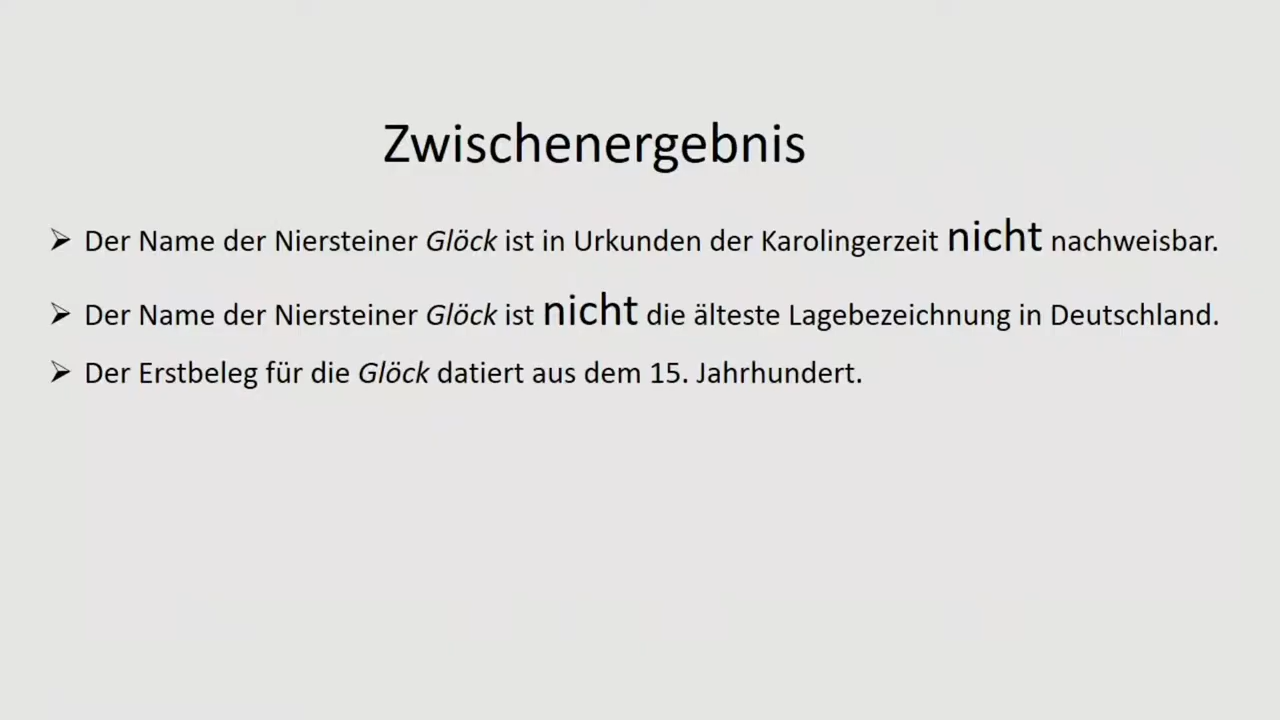 Zwischenergebnis
➢ Der Name der Niersteiner Glöck ist in Urkunden der Karolingerzeit nicht nachweisbar.
➢ Der Name der Niersteiner Glöck ist nicht die älteste Lagebezeichnung in Deutschland.
➢ Der Erstbeleg für die Glöck datiert aus dem 15. Jahrhundert.